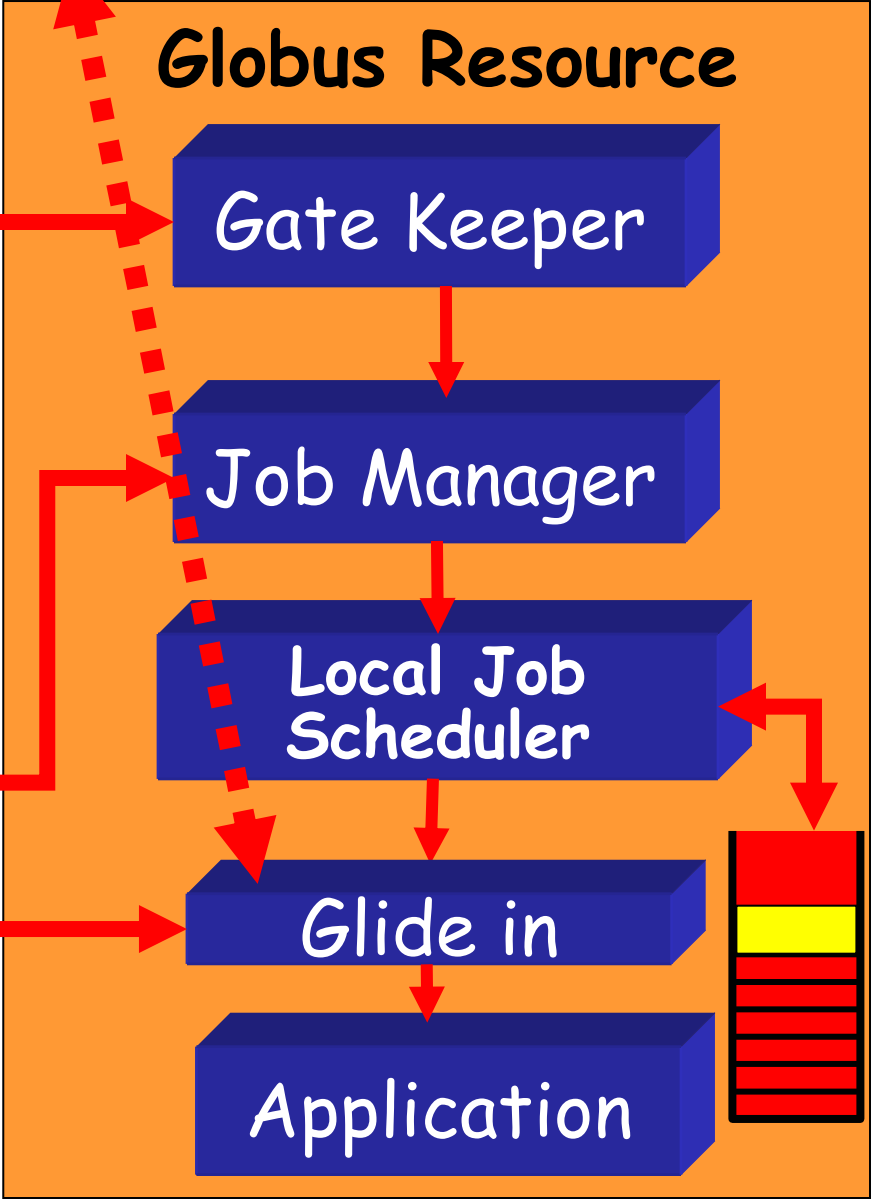 Globus Resource
Gate Keeper
Job Manager
Local Job
Scheduler
Glide in
Application